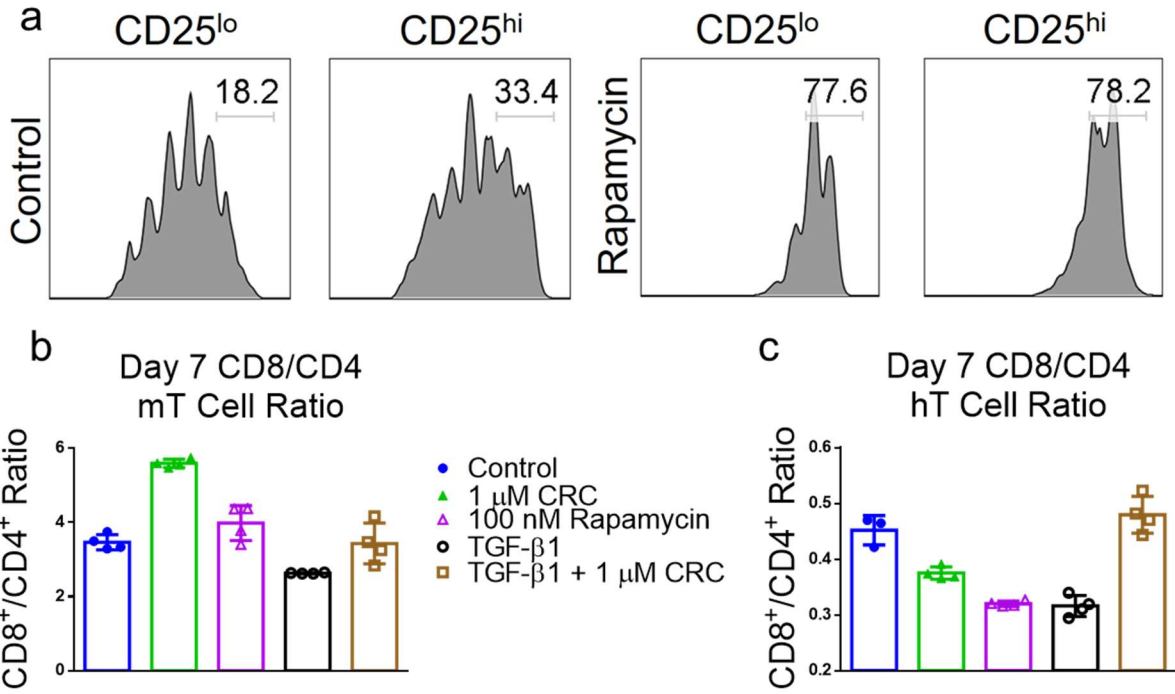 a
CD25lo CD25hi CD25lo CD25hi
Control 18.2 33.4 Rapamycin 77.6 78.2
b
Day 7 CD8/CD4
mT Cell Ratio
CD8+/CD4+ Ratio
6
4
2
0
Control
1 µM CRC
100 nM Rapamycin
TGF-β1
TGF-β1 + 1 µM CRC
c
Day 7 CD8/CD4
hT Cell Ratio
CD8+/CD4+ Ratio
0.6
0.5
0.4
0.3
0.2